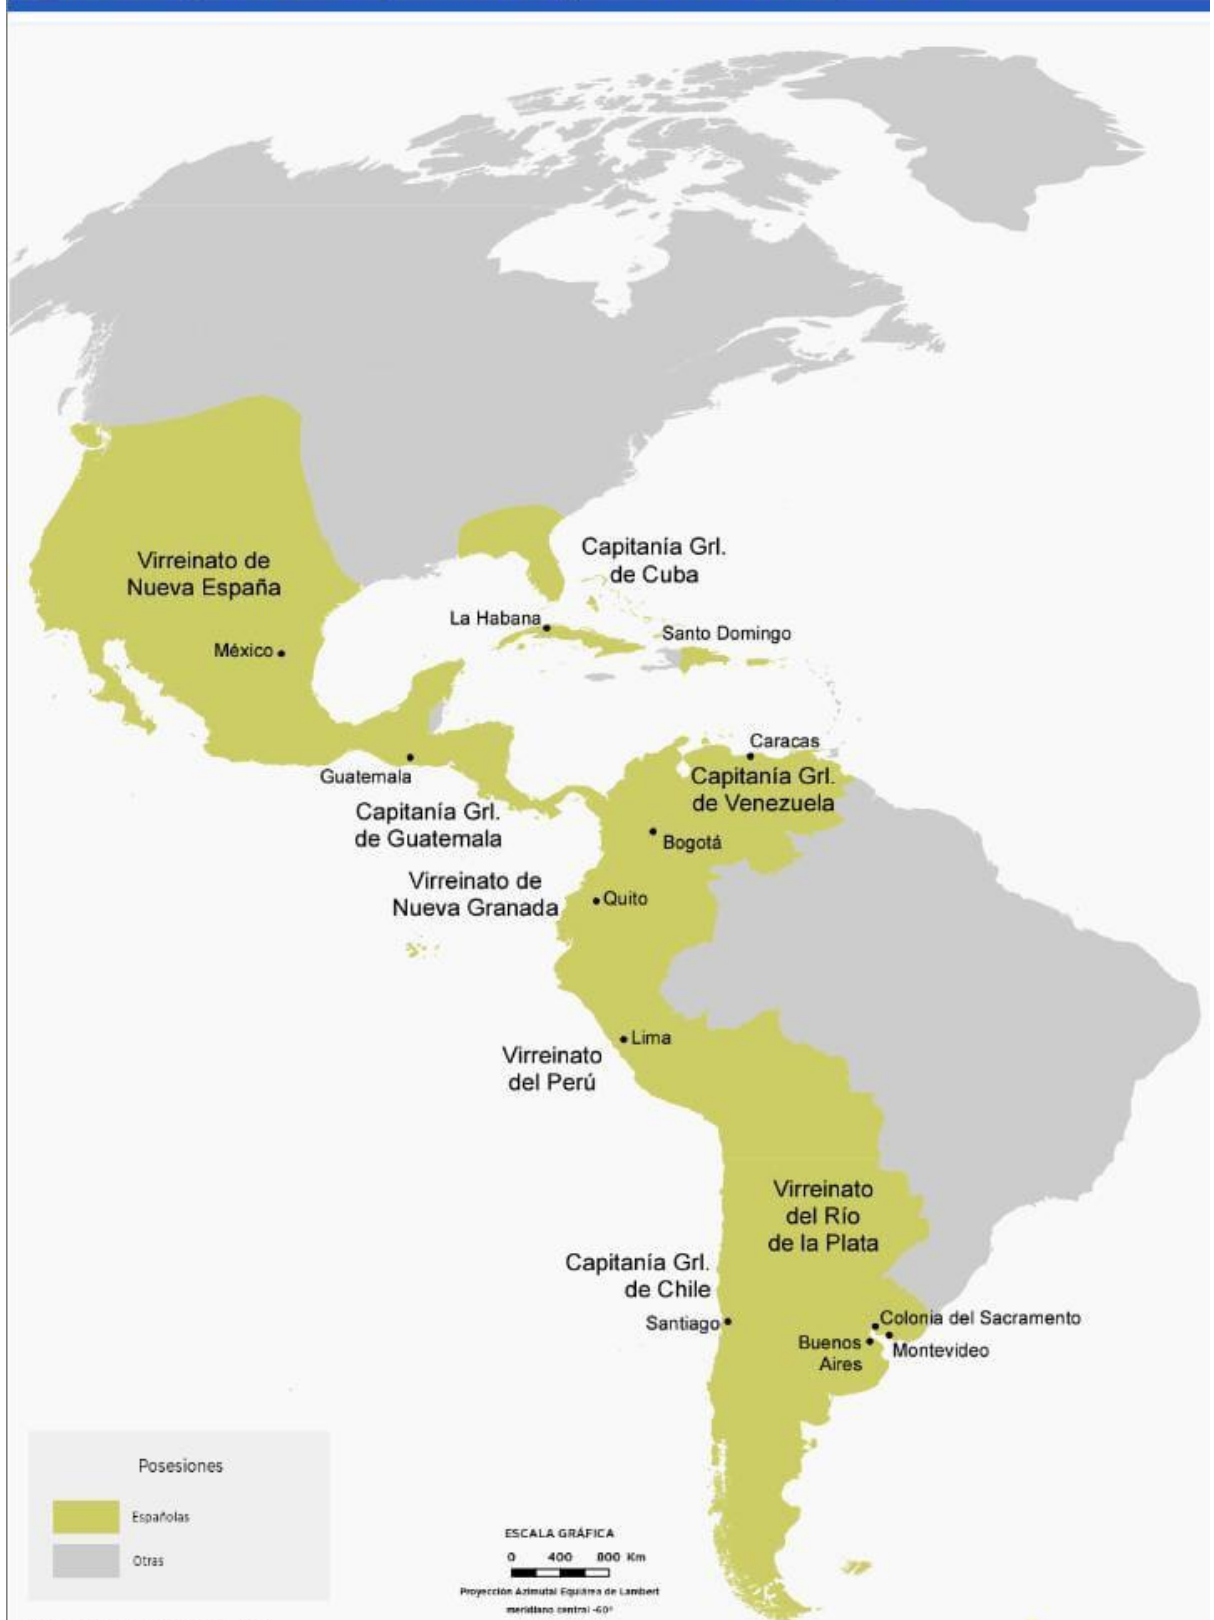 Virreinato de
Nueva España
México
Capitanía Grl.
de Cuba
La Habana
Santo Domingo
Guatemala
Capitanía Grl.
de Guatemala
Caracas
Capitanía Grl.
de Venezuela
Bogotá
Virreinato de
Nueva Granada
Quito
Lima
Virreinato
del Perú
Virreinato
del Río
de la Plata
Capitanía Grl.
de Chile
Santiago
Colonia del Sacramento
Montevideo
Buenos
Aires
Posesiones
Españolas
Otras
ESCALA GRÁFICA
0 400 800 Km
Proyección Azimutal Equiárea de Lambert
meridiano central -60°